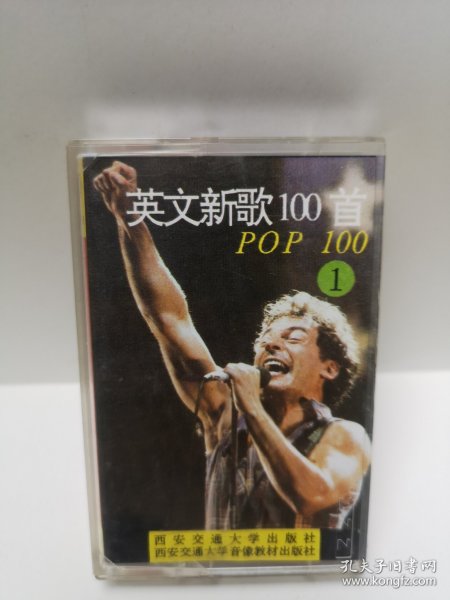 英文新歌100首
POP 100
1
西安交通大学出版社
西安交通大学音像教材出版社
孔夫子旧书网
www.kongfz.com